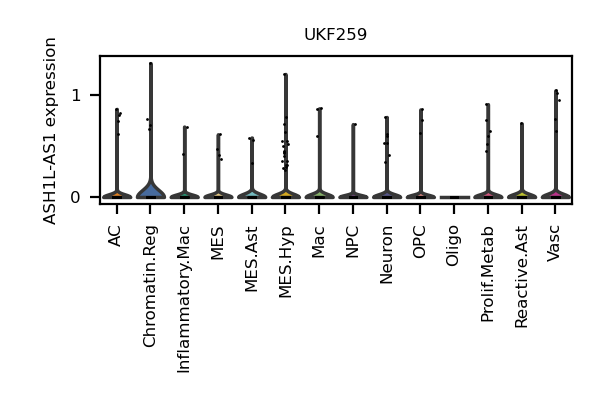 UKF259
ASH1L-AS1 expression
1
0
AC
Chromatin.Reg
Inflammatory.Mac
MES
MES.Ast
MES.Hyp
Mac
NPC
Neuron
OPC
Oligo
Prolif.Metab
Reactive.Ast
Vasc